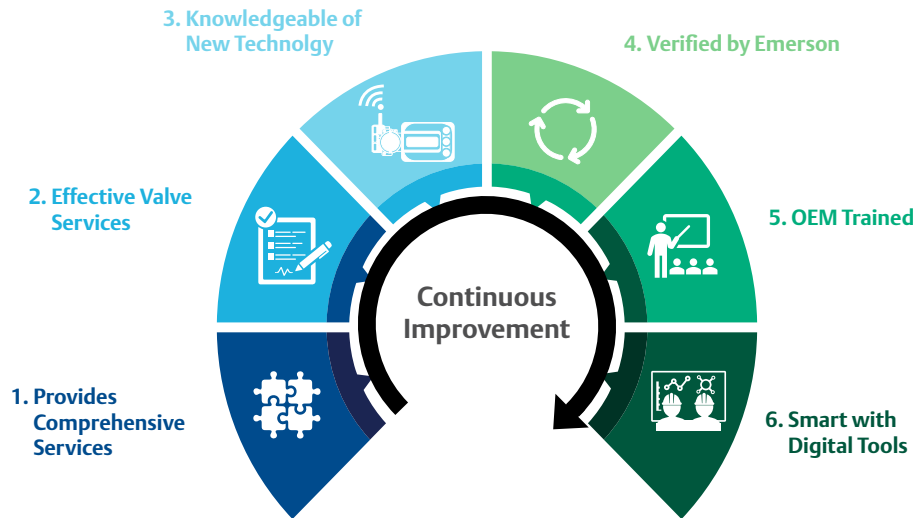 3. Knowledgeable of
New Technolgy
4. Verified by Emerson
2. Effective Valve
Services
5. OEM Trained
Continuous
Improvement
1. Provides
Comprehensive
Services
6. Smart with
Digital Tools